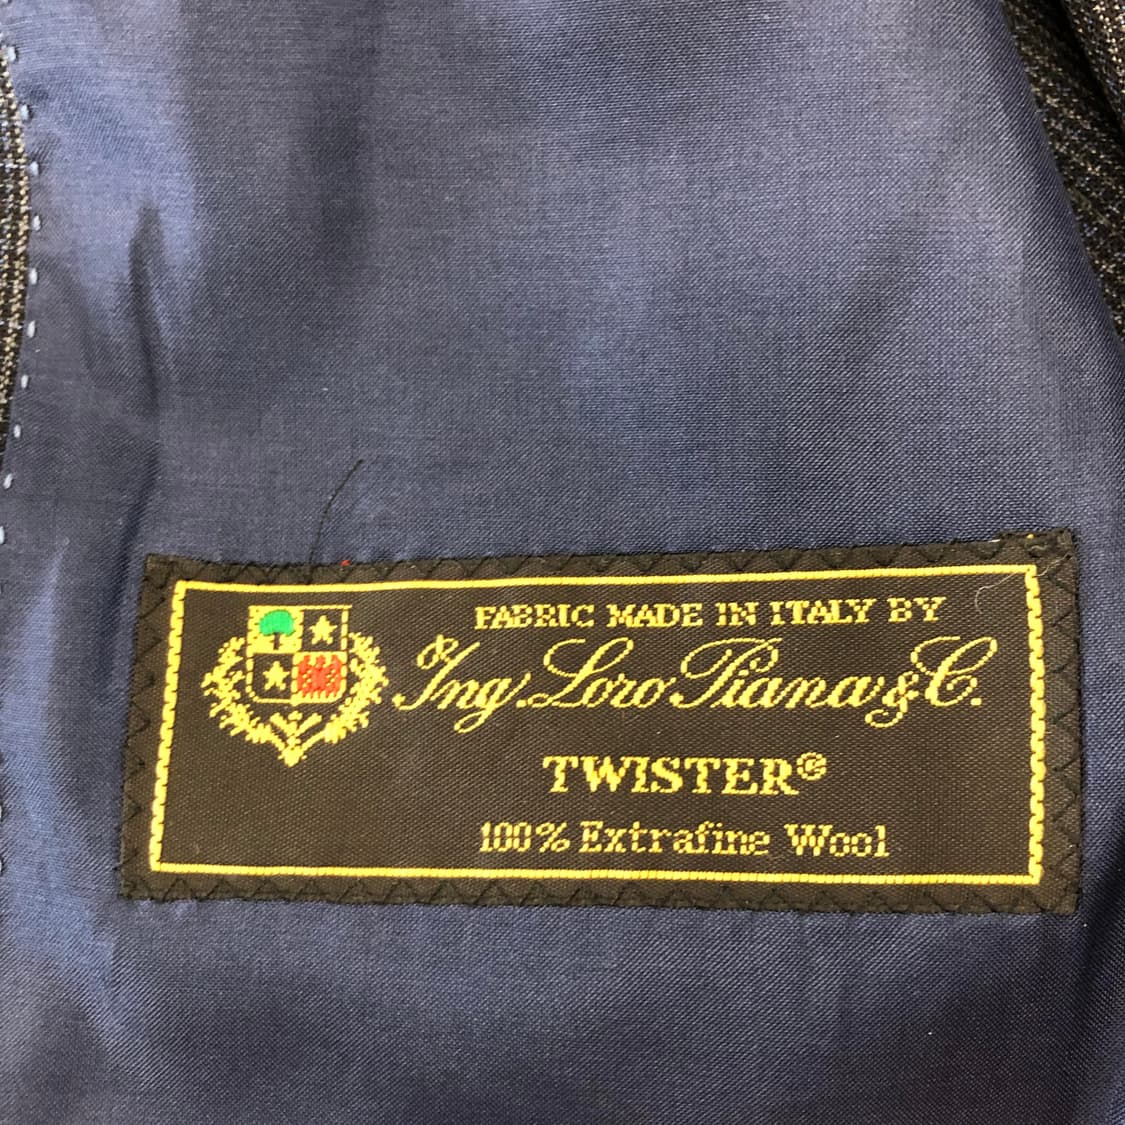 FABRIC MADE IN ITALY BY
Ing. Loro Piana & C.
TWISTER®
100% Extrafine Wool